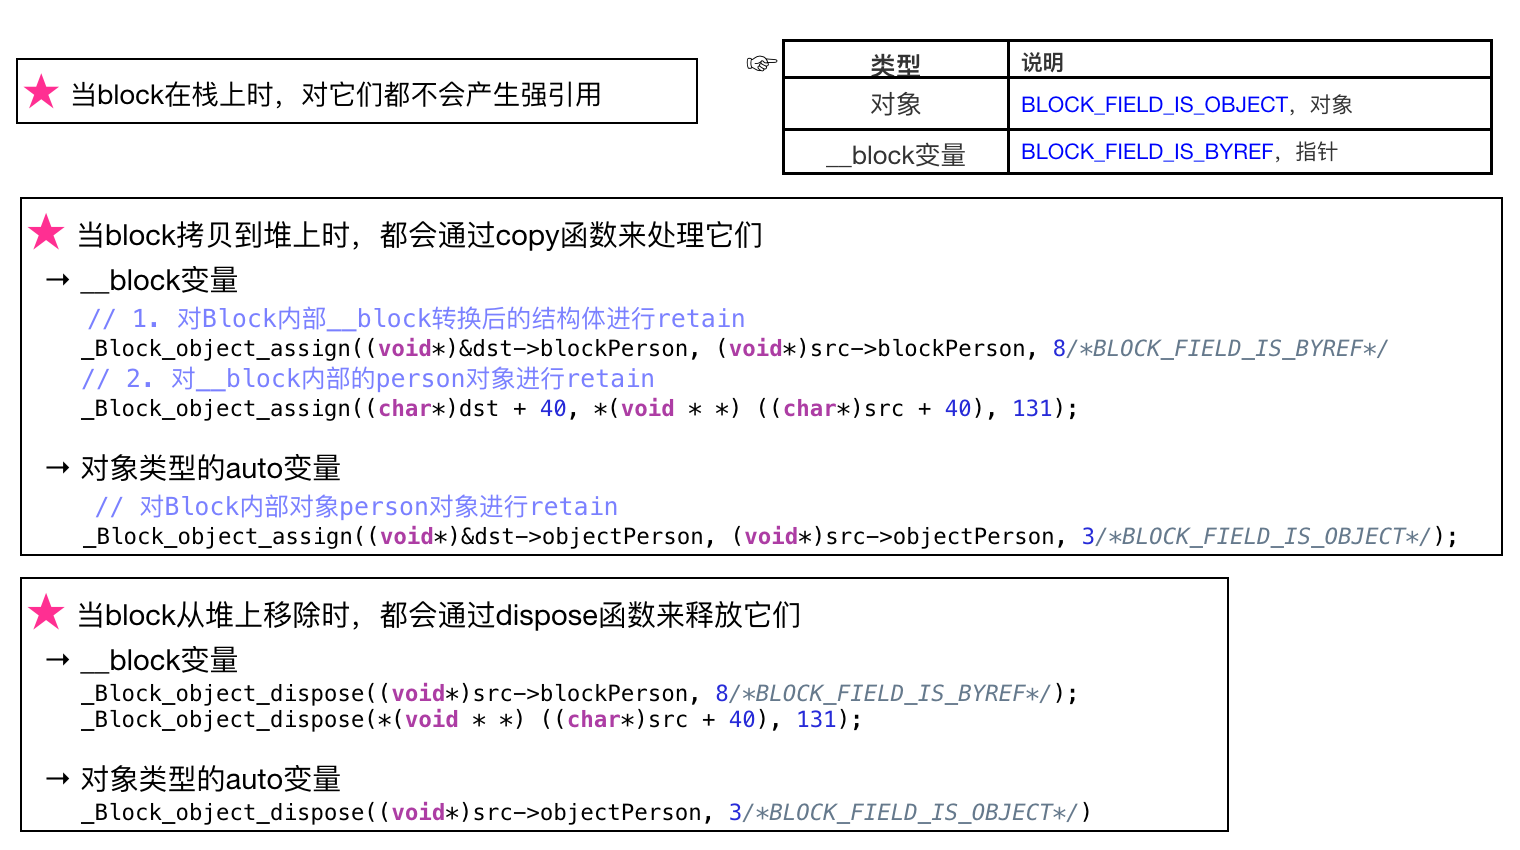 ★ 当block在栈上时，对它们都不会产生强引用
☞
类型 说明
对象 BLOCK_FIELD_IS_OBJECT，对象
__block变量 BLOCK_FIELD_IS_BYREF，指针
★ 当block拷贝到堆上时，都会通过copy函数来处理它们
→ __block变量
// 1. 对Block内部__block转换后的结构体进行retain
_Block_object_assign((void*)&dst->blockPerson, (void*)src->blockPerson, 8/*BLOCK_FIELD_IS_BYREF*/
// 2. 对__block内部的person对象进行retain
_Block_object_assign((char*)dst + 40, *(void * *) ((char*)src + 40), 131);
→ 对象类型的auto变量
// 对Block内部对象person对象进行retain
_Block_object_assign((void*)&dst->objectPerson, (void*)src->objectPerson, 3/*BLOCK_FIELD_IS_OBJECT*/);
★ 当block从堆上移除时，都会通过dispose函数来释放它们
→ __block变量
_Block_object_dispose((void*)src->blockPerson, 8/*BLOCK_FIELD_IS_BYREF*/);
_Block_object_dispose(*(void * *) ((char*)src + 40), 131);
→ 对象类型的auto变量
_Block_object_dispose((void*)src->objectPerson, 3/*BLOCK_FIELD_IS_OBJECT*/)